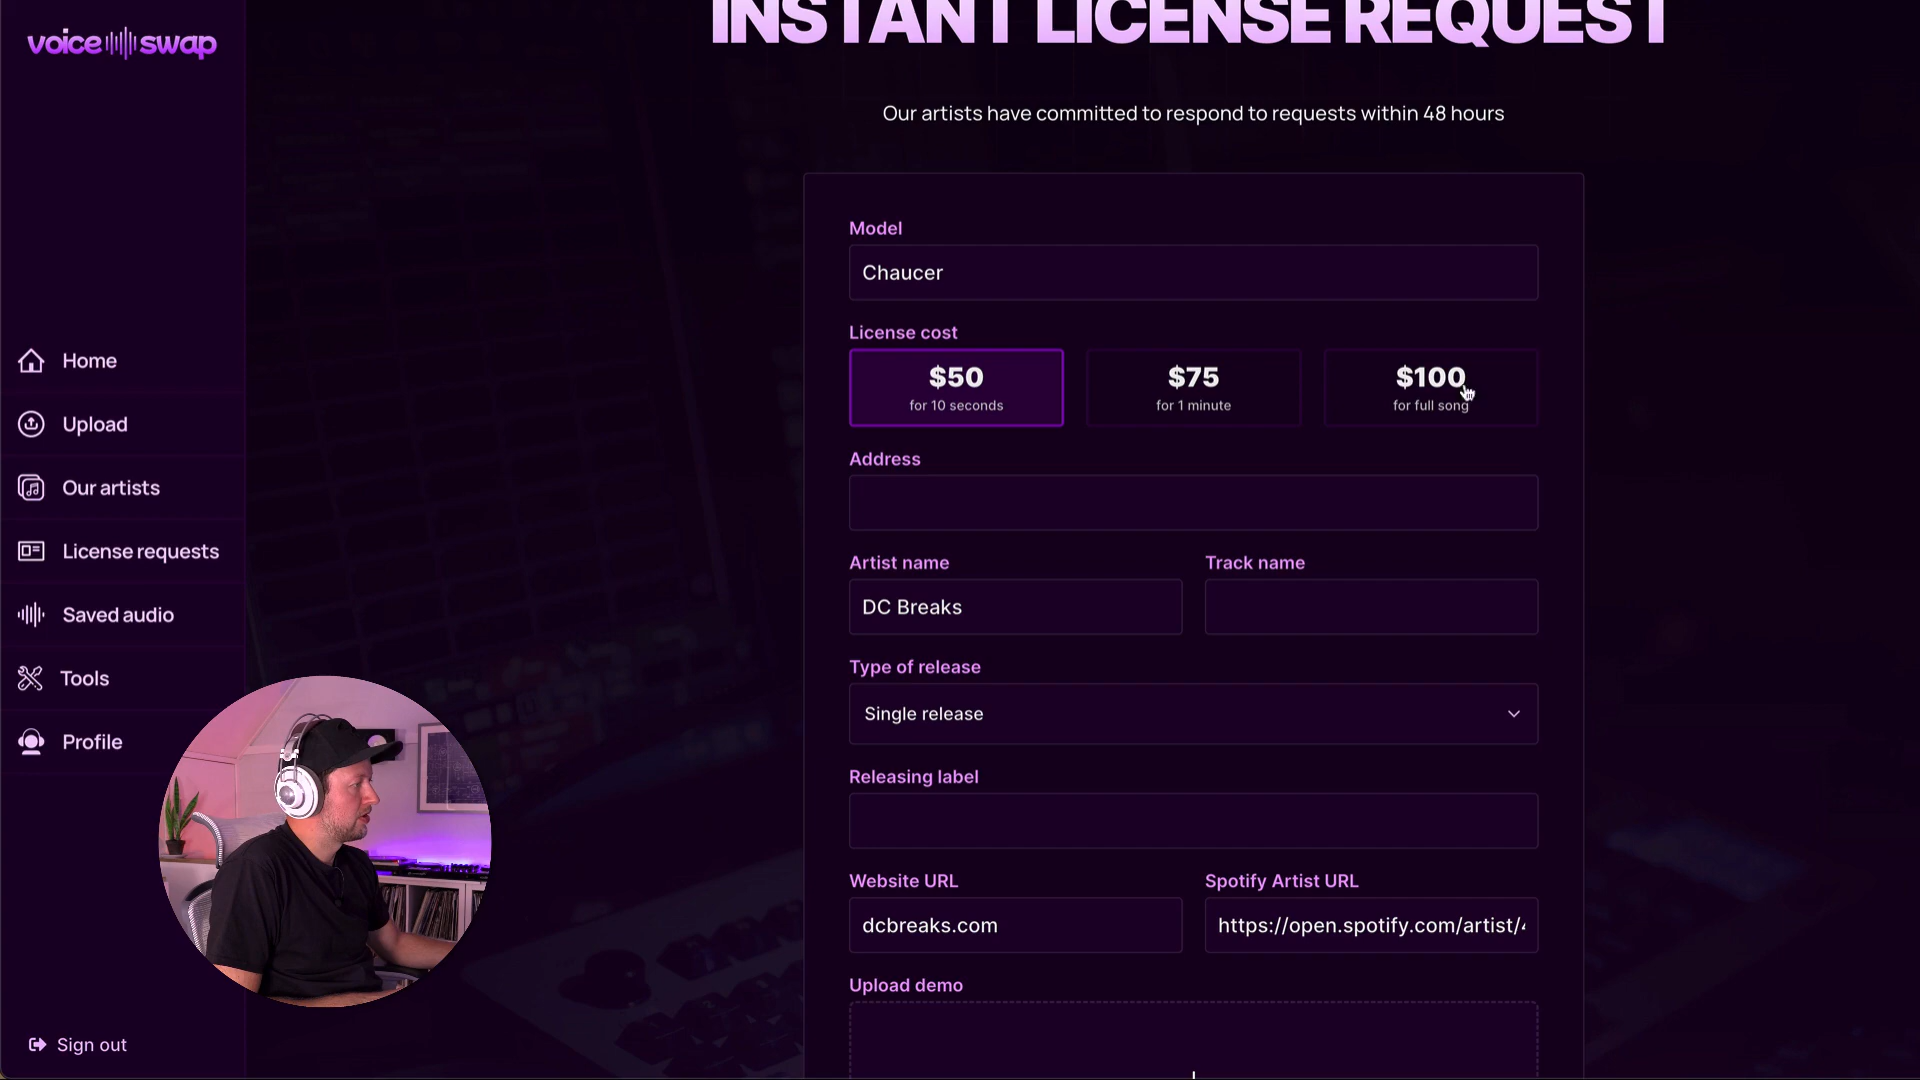 voice swap
INSTANT LICENSE REQUEST
Our artists have committed to respond to requests within 48 hours
Model
Chaucer
License cost
$50
for 10 seconds
$75
for 1 minute
$100
for full song
Address
Artist name
DC Breaks
Track name
Type of release
Single release
Releasing label
Website URL
dcbreaks.com
Spotify Artist URL
https://open.spotify.com/artist/
Upload demo
Home
Upload
Our artists
License requests
Saved audio
Tools
Profile
Sign out